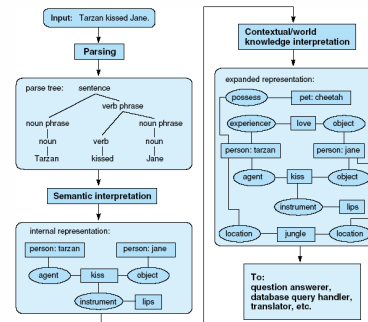 Input: Tarzan kissed Jane.
Parsing
parse tree: sentence
verb phrase
noun phrase noun phrase
noun verb noun
Tarzan kissed Jane
Semantic interpretation
internal representation:
person: tarzan person: jane
agent kiss object
instrument lips
Contextual/world
knowledge interpretation
expanded representation:
possess pet: cheetah
experiencer love object
person: tarzan person: jane
agent kiss object
instrument lips
location jungle location
To:
question answerer,
database query handler,
translator, etc.